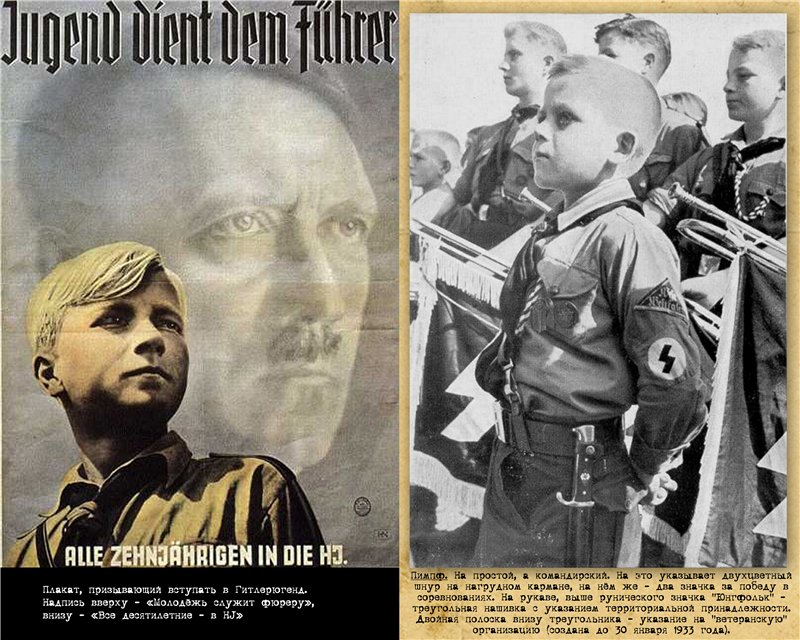 Jugend dient dem Führer
ALLE ZEHNJÄHRIGEN IN DIE HJ.
Плакат, призывающий вступать в Гитлерюгенд.
Надпись вверху - «Молодёжь служит фюреру»,
внизу - «Все десятилетние - в HJ»
Пимпф. На простой, а командирский. На это указывает двухцветный
шнур на нагрудном кармане, на нём же - два значка за победу в
соревнованиях. На рукаве, выше рунического значка "Юнгфольк" -
треугольная нашивка с указанием территориальной принадлежности.
Двойная полоска внизу треугольника - указание на "ветеранскую"
организацию (создана до 30 января 1933 года).